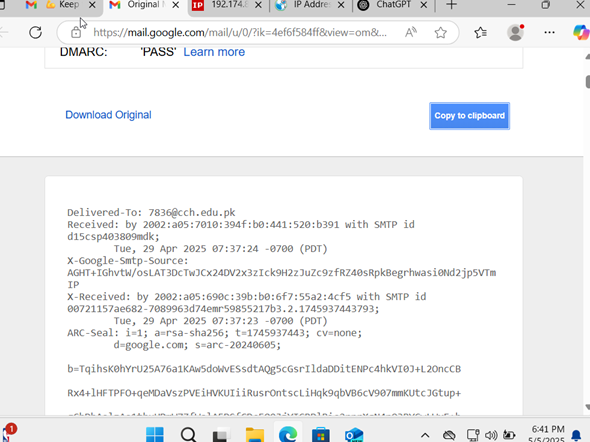 Keep
Original
IP
192.174.8
IP Addre
ChatGPT
https://mail.google.com/mail/u/0/?ik=4ef6f584ff&view=om&...
DMARC: 'PASS' Learn more
Download Original
Copy to clipboard
Delivered-To: 7836@cch.edu.pk
Received: by 2002:a05:7010:394f:b0:441:520:b391 with SMTP id
d15csp403809mdk;
Tue, 29 Apr 2025 07:37:24 -0700 (PDT)
X-Google-Smtp-Source:
AGHT+IGhvtW/osLAT3DcTwJCx24DV2x3zIck9H2zJuZc9zfRZ40sRpkBegrhwasi0Nd2jp5VTm
IP
X-Received: by 2002:a05:690c:39b:b0:6f7:55a2:4cf5 with SMTP id
00721157ae682-7089963d74emr59855217b3.2.1745937443793;
Tue, 29 Apr 2025 07:37:23 -0700 (PDT)
ARC-Seal: i=1; a=rsa-sha256; t=1745937443; cv=none;
d=google.com; s=arc-20240605;
b=TqihsK0hYrU25A76a1KAw5doWvESsdtAQg5cGsrIldaDDitENPc4hkVI0J+L2OncCB
Rx4+lHFTPFO+qeMDaVszPVEiHVKUIiiRusrOntscLiHqk9qbVB6cV907mmKUtcJGtup+
1
6:41 PM
5/5/2025